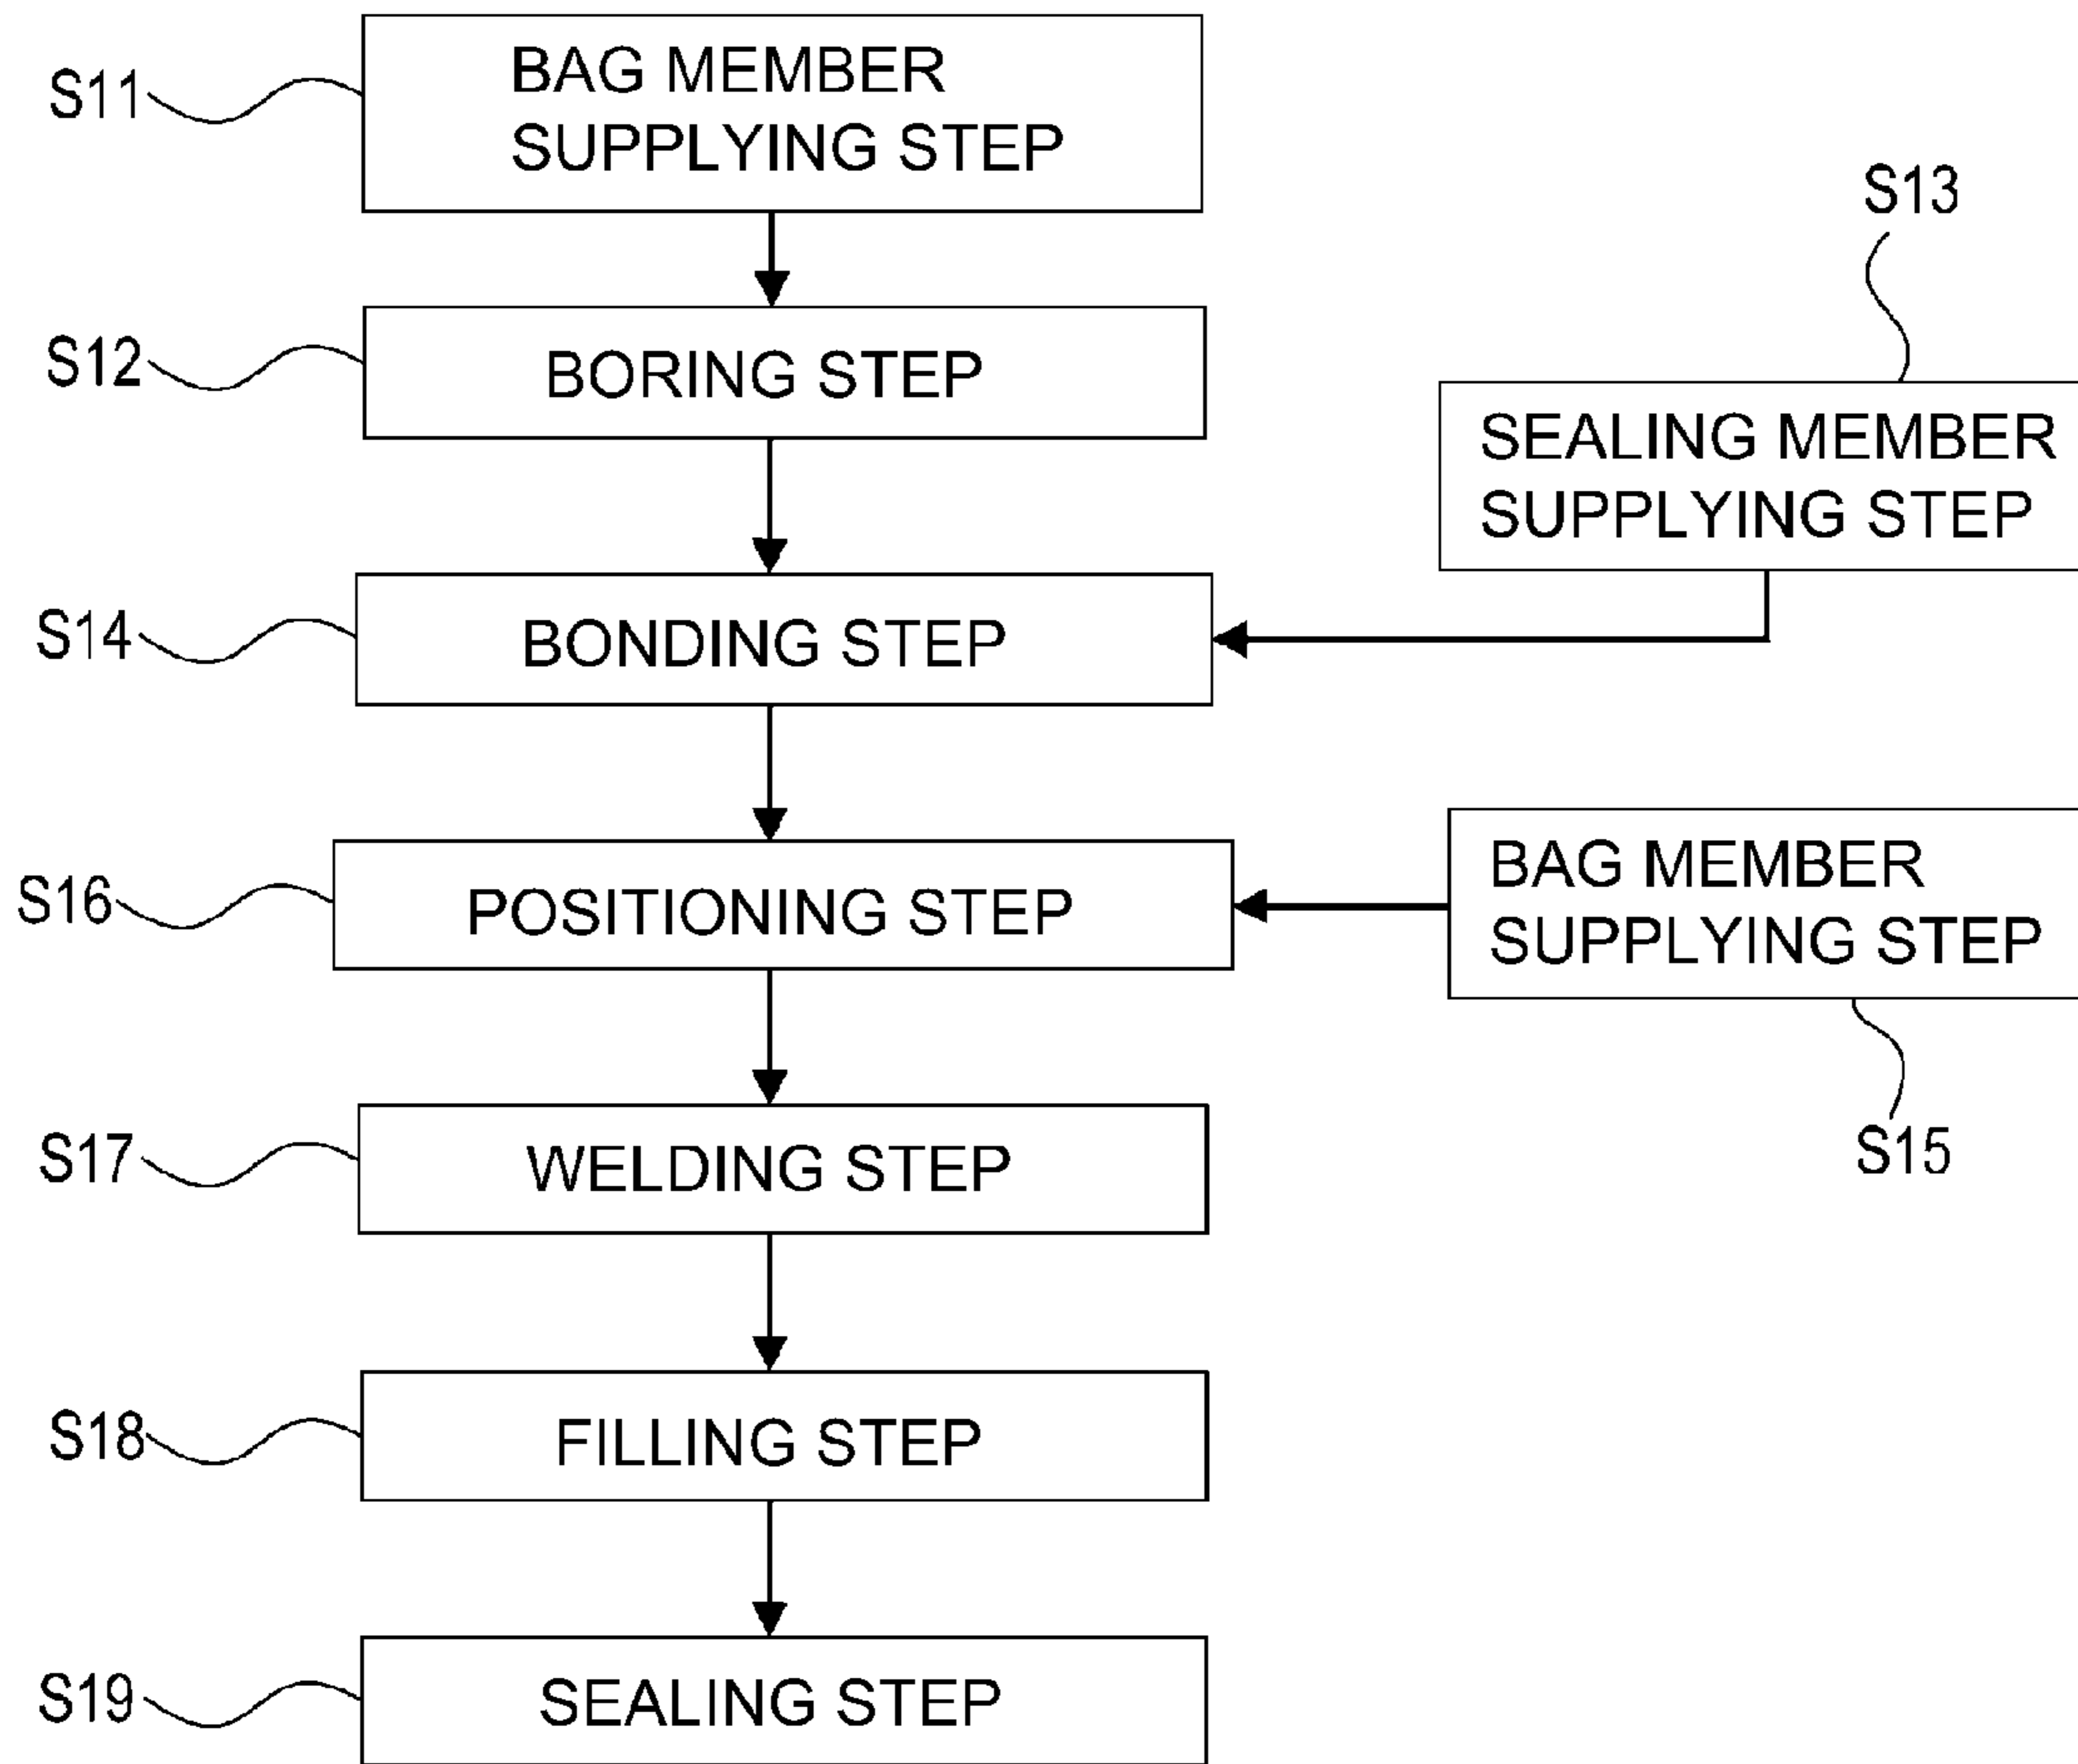 S11
BAG MEMBER
SUPPLYING STEP
S13
S12
BORING STEP
SEALING MEMBER
SUPPLYING STEP
S14
BONDING STEP
BAG MEMBER
SUPPLYING STEP
S16
POSITIONING STEP
S15
S17
WELDING STEP
S18
FILLING STEP
S19
SEALING STEP